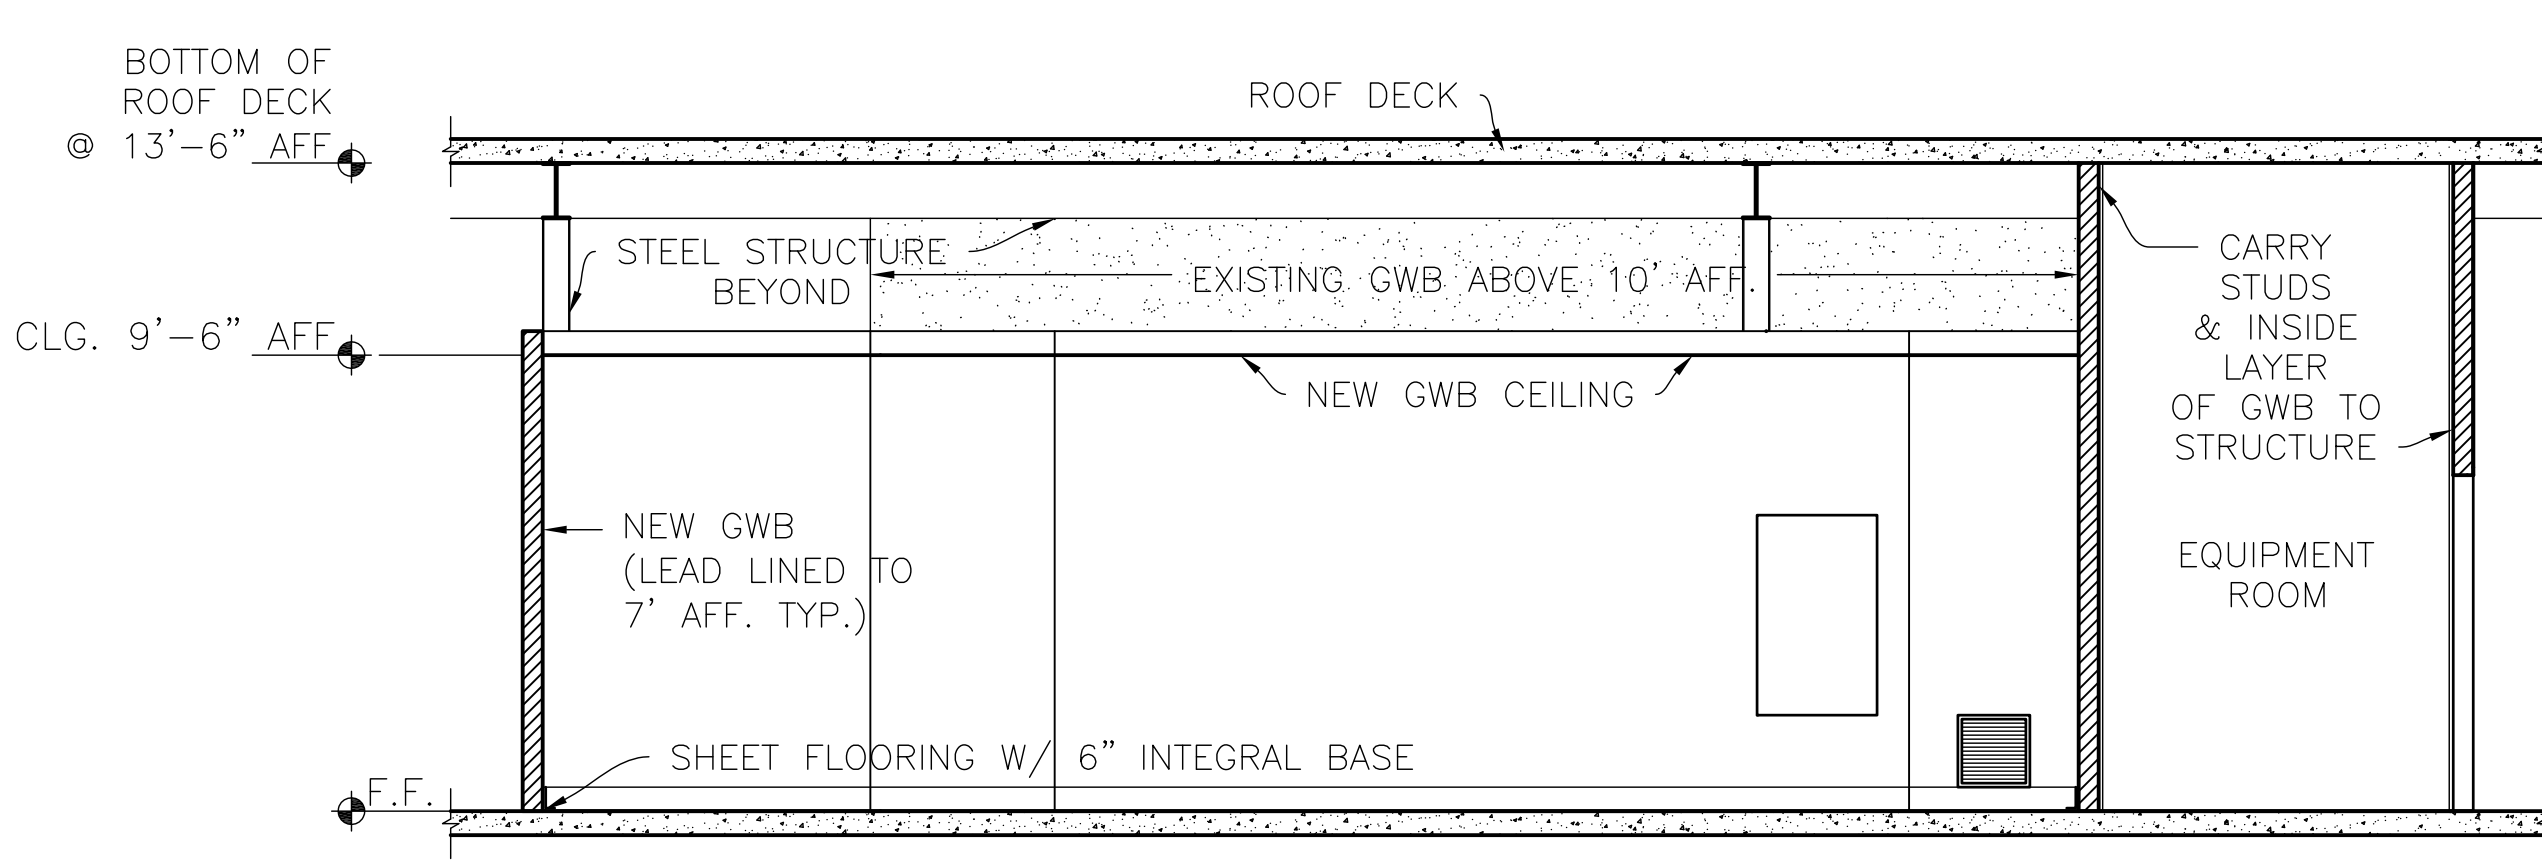 BOTTOM OF
ROOF DECK
@ 13'-6" AFF
ROOF DECK
STEEL STRUCTURE
BEYOND
EXISTING GWB ABOVE 10' AFF.
CARRY
STUDS
& INSIDE
LAYER
OF GWB TO
STRUCTURE
CLG. 9'-6" AFF
NEW GWB CEILING
NEW GWB
(LEAD LINED TO
7' AFF. TYP.)
EQUIPMENT
ROOM
SHEET FLOORING W/ 6" INTEGRAL BASE
F.F.